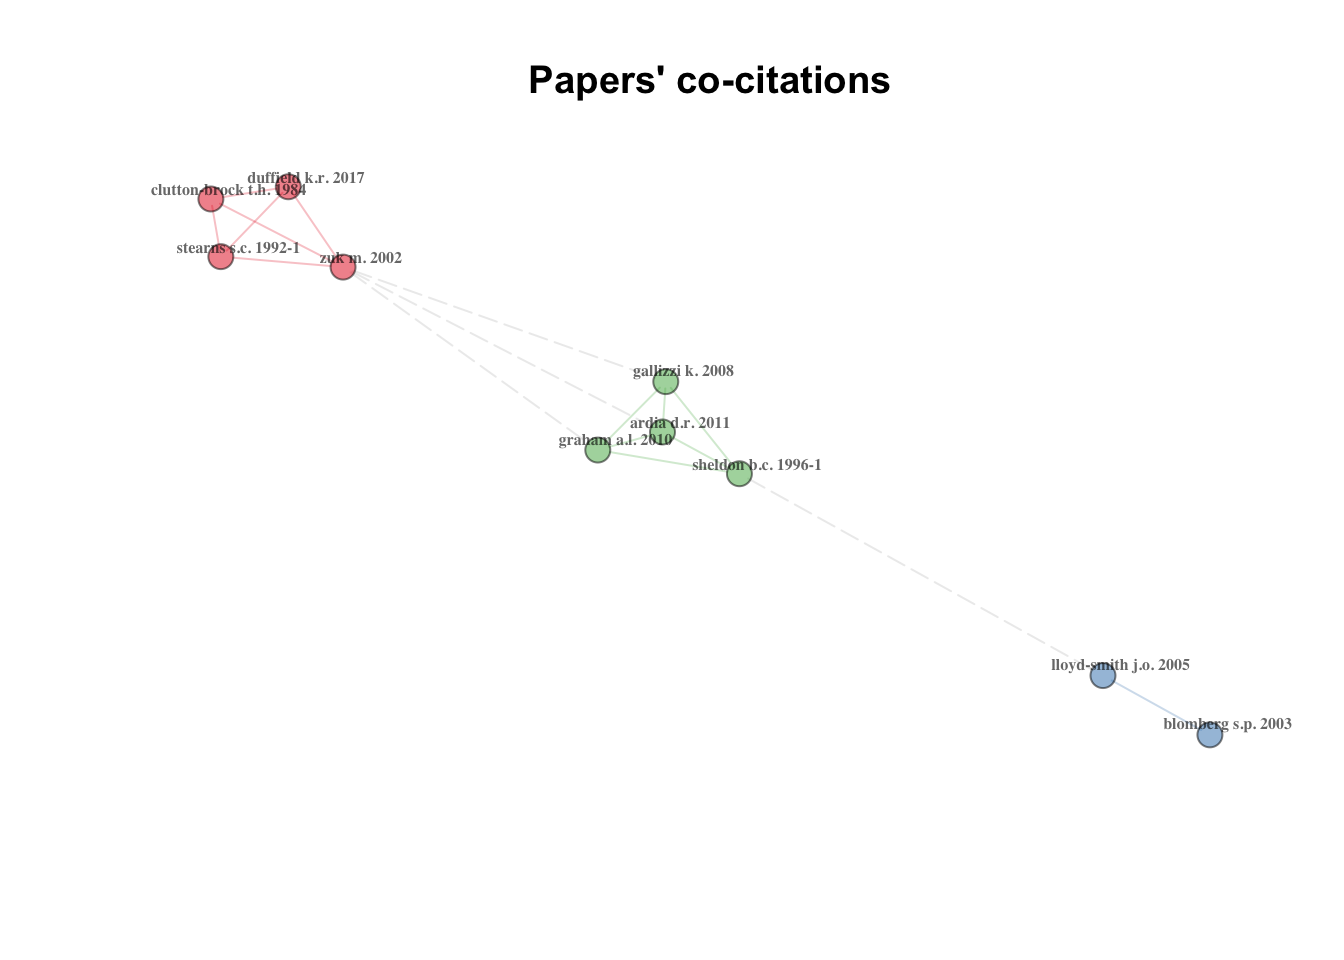 Papers' co-citations
duffield k.r. 2017
clutton-brock t.h. 1984
stearns s.c. 1992-1
zuk m. 2002
gallizzi k. 2008
ardia d.r. 2011
graham a.l. 2010
sheldon b.c. 1996-1
lloyd-smith j.o. 2005
blomberg s.p. 2003